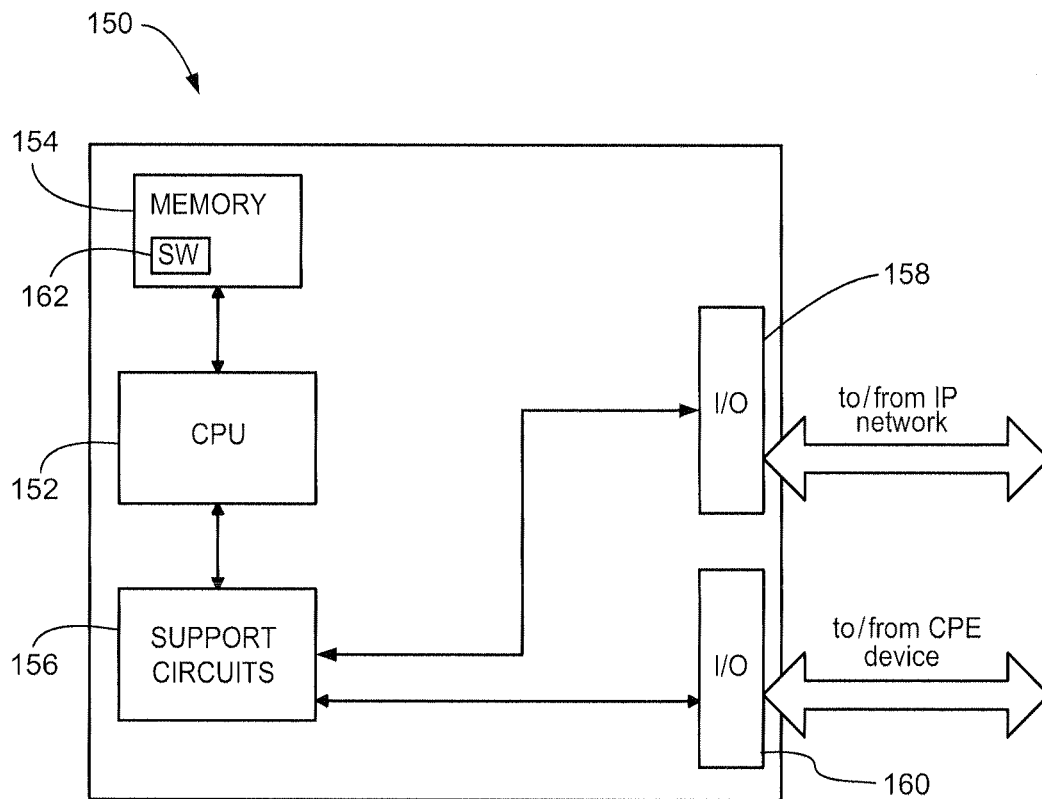 150
154
MEMORY
SW
162
158
CPU
I/O
to/from IP
network
152
SUPPORT
CIRCUITS
156
I/O
to/from CPE
device
160